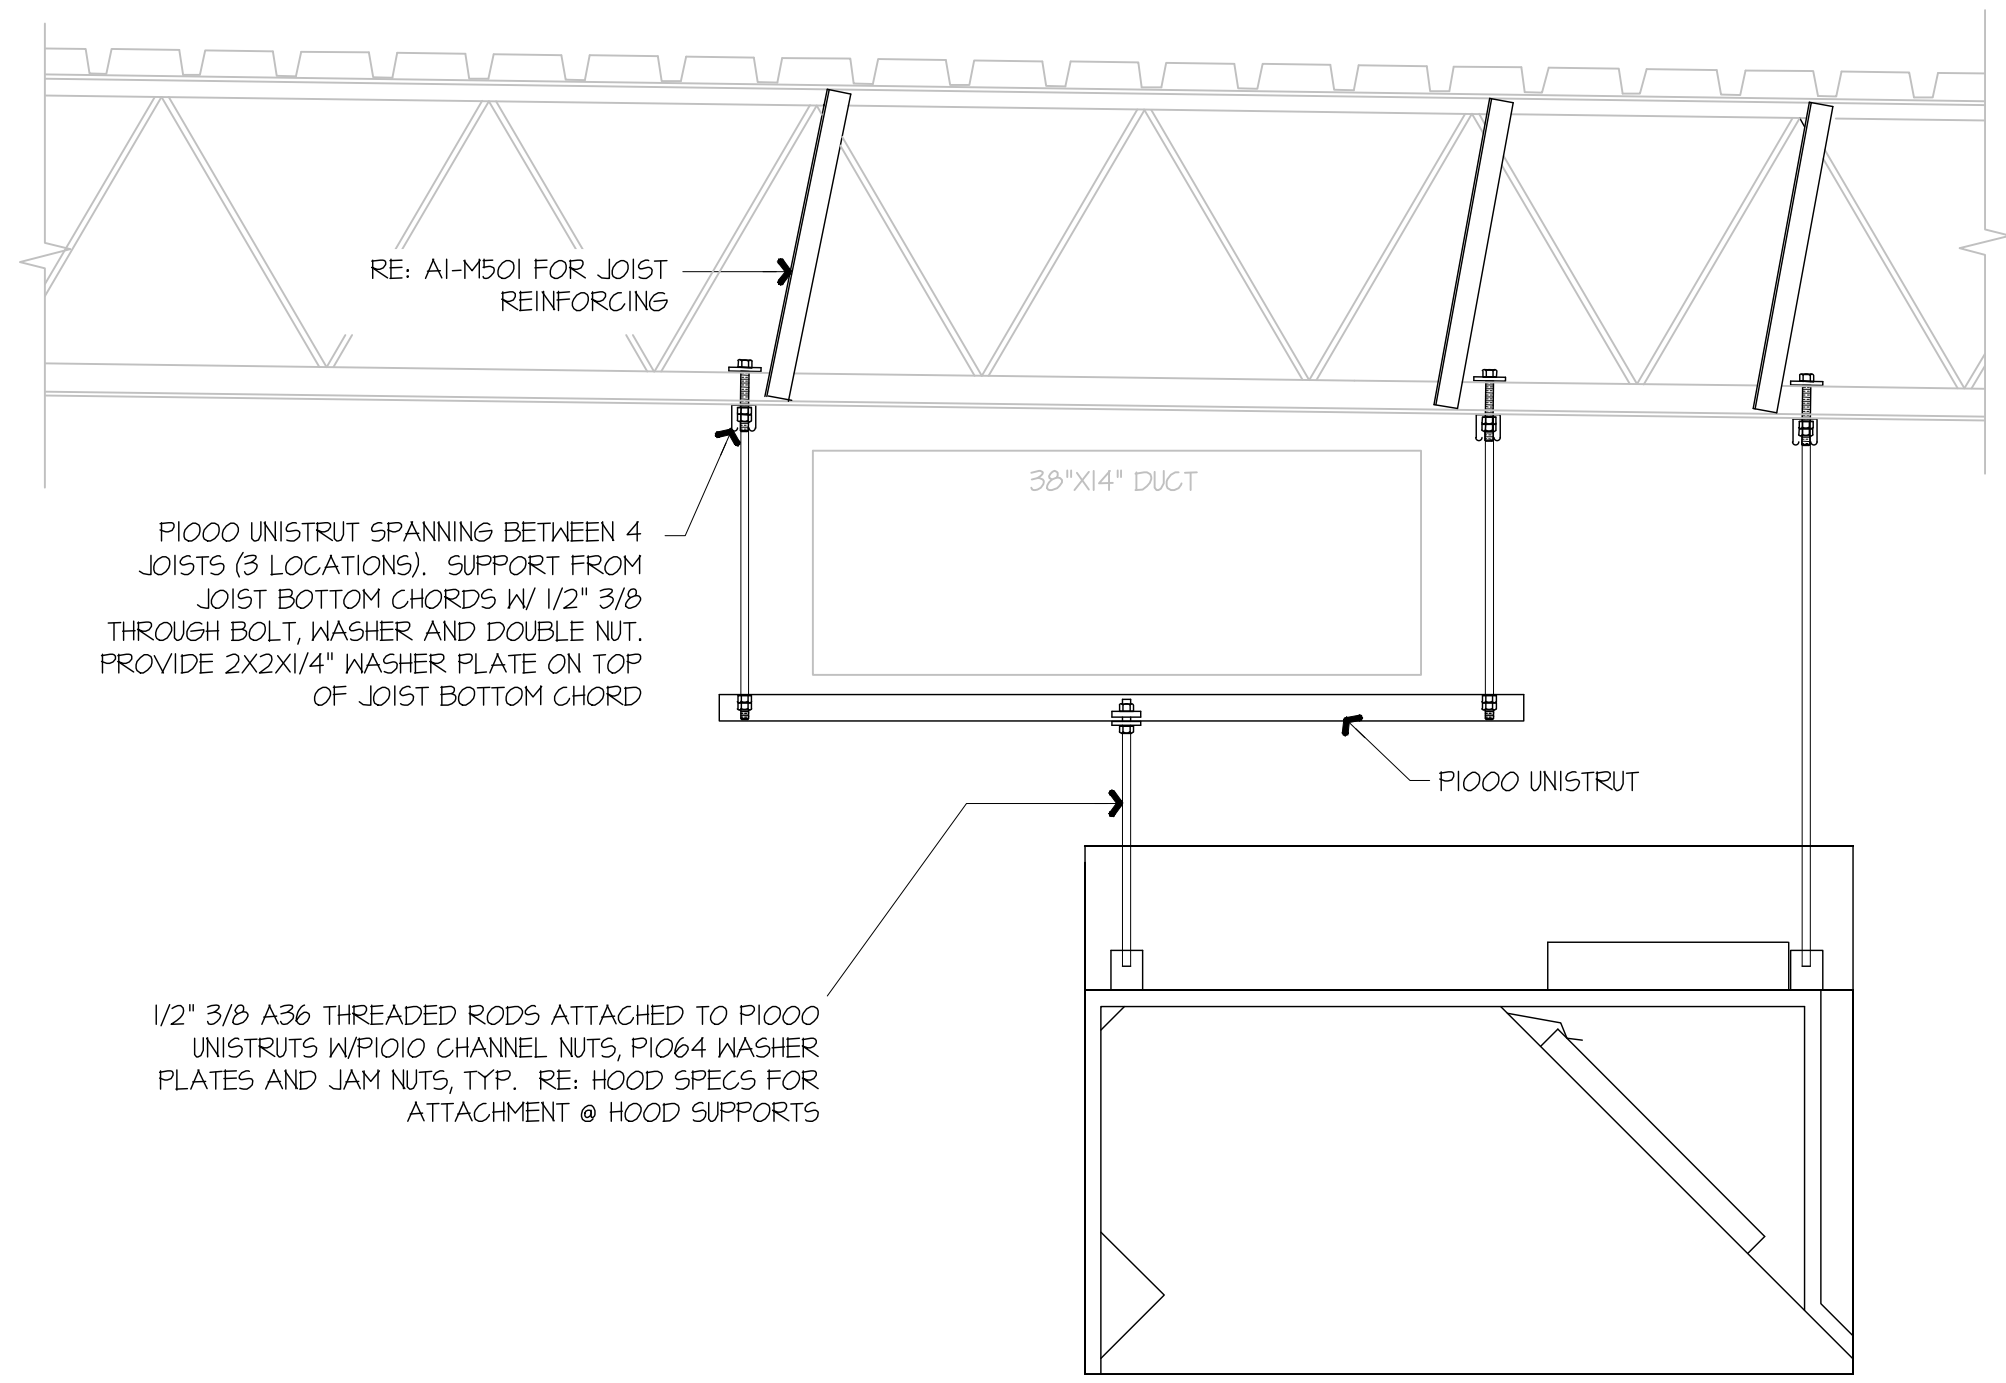 RE: A1-M501 FOR JOIST
REINFORCING
38"X14" DUCT
P1000 UNISTRUT SPANNING BETWEEN 4
JOISTS (3 LOCATIONS).  SUPPORT FROM
JOIST BOTTOM CHORDS W/ 1/2" 3/8
THROUGH BOLT, WASHER AND DOUBLE NUT.
PROVIDE 2X2X1/4" WASHER PLATE ON TOP
OF JOIST BOTTOM CHORD
P1000 UNISTRUT
1/2" 3/8 A36 THREADED RODS ATTACHED TO P1000
UNISTRUTS W/P1010 CHANNEL NUTS, P1064 WASHER
PLATES AND JAM NUTS, TYP.  RE: HOOD SPECS FOR
ATTACHMENT @ HOOD SUPPORTS